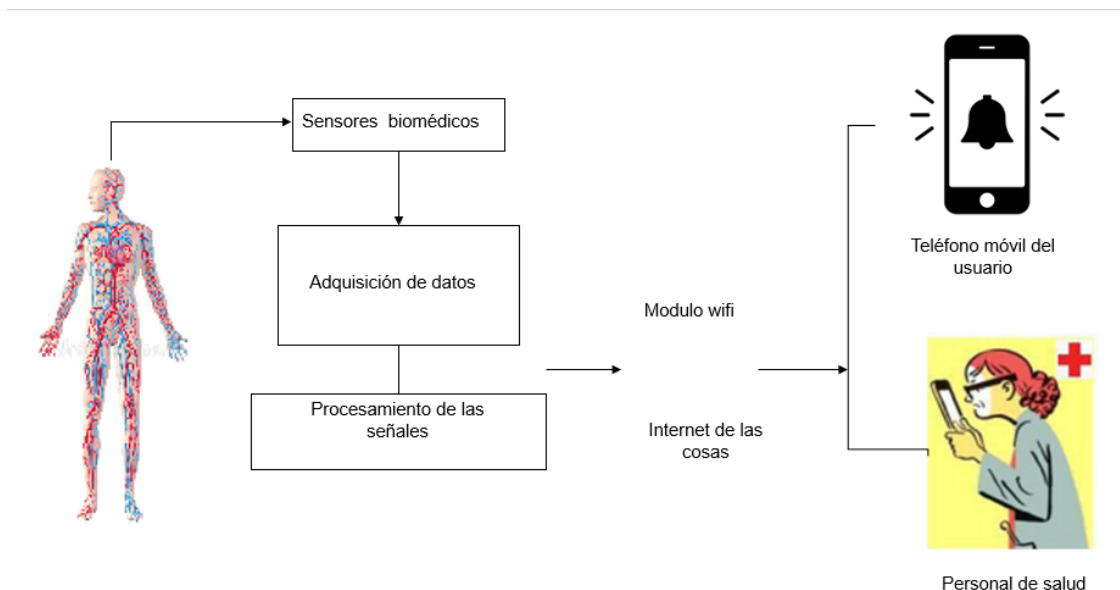 Sensores biomédicos
Adquisición de datos
Procesamiento de las
señales
Modulo wifi
Internet de las
cosas
Teléfono móvil del
usuario
Personal de salud